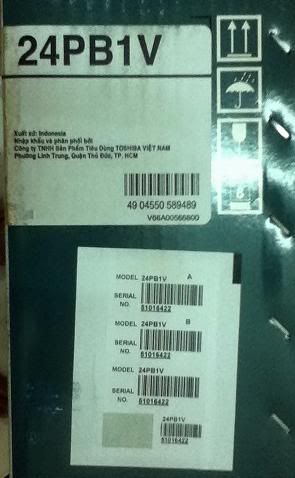 24PB1V
Xuất xứ: Indonesia
Nhập khẩu và phân phối bởi
Công ty TNHH Sản Phẩm Tiêu Dùng TOSHIBA VIỆT NAM
Phường Linh Trung, Quận Thủ Đức, TP. HCM
49 04550 589489
V66A00566800
MODEL 24PB1V A
SERIAL
NO. 51016422
MODEL 24PB1V B
SERIAL
NO. 51016422
MODEL 24PB1V
SERIAL
NO. 51016422
24PB1V
51016422